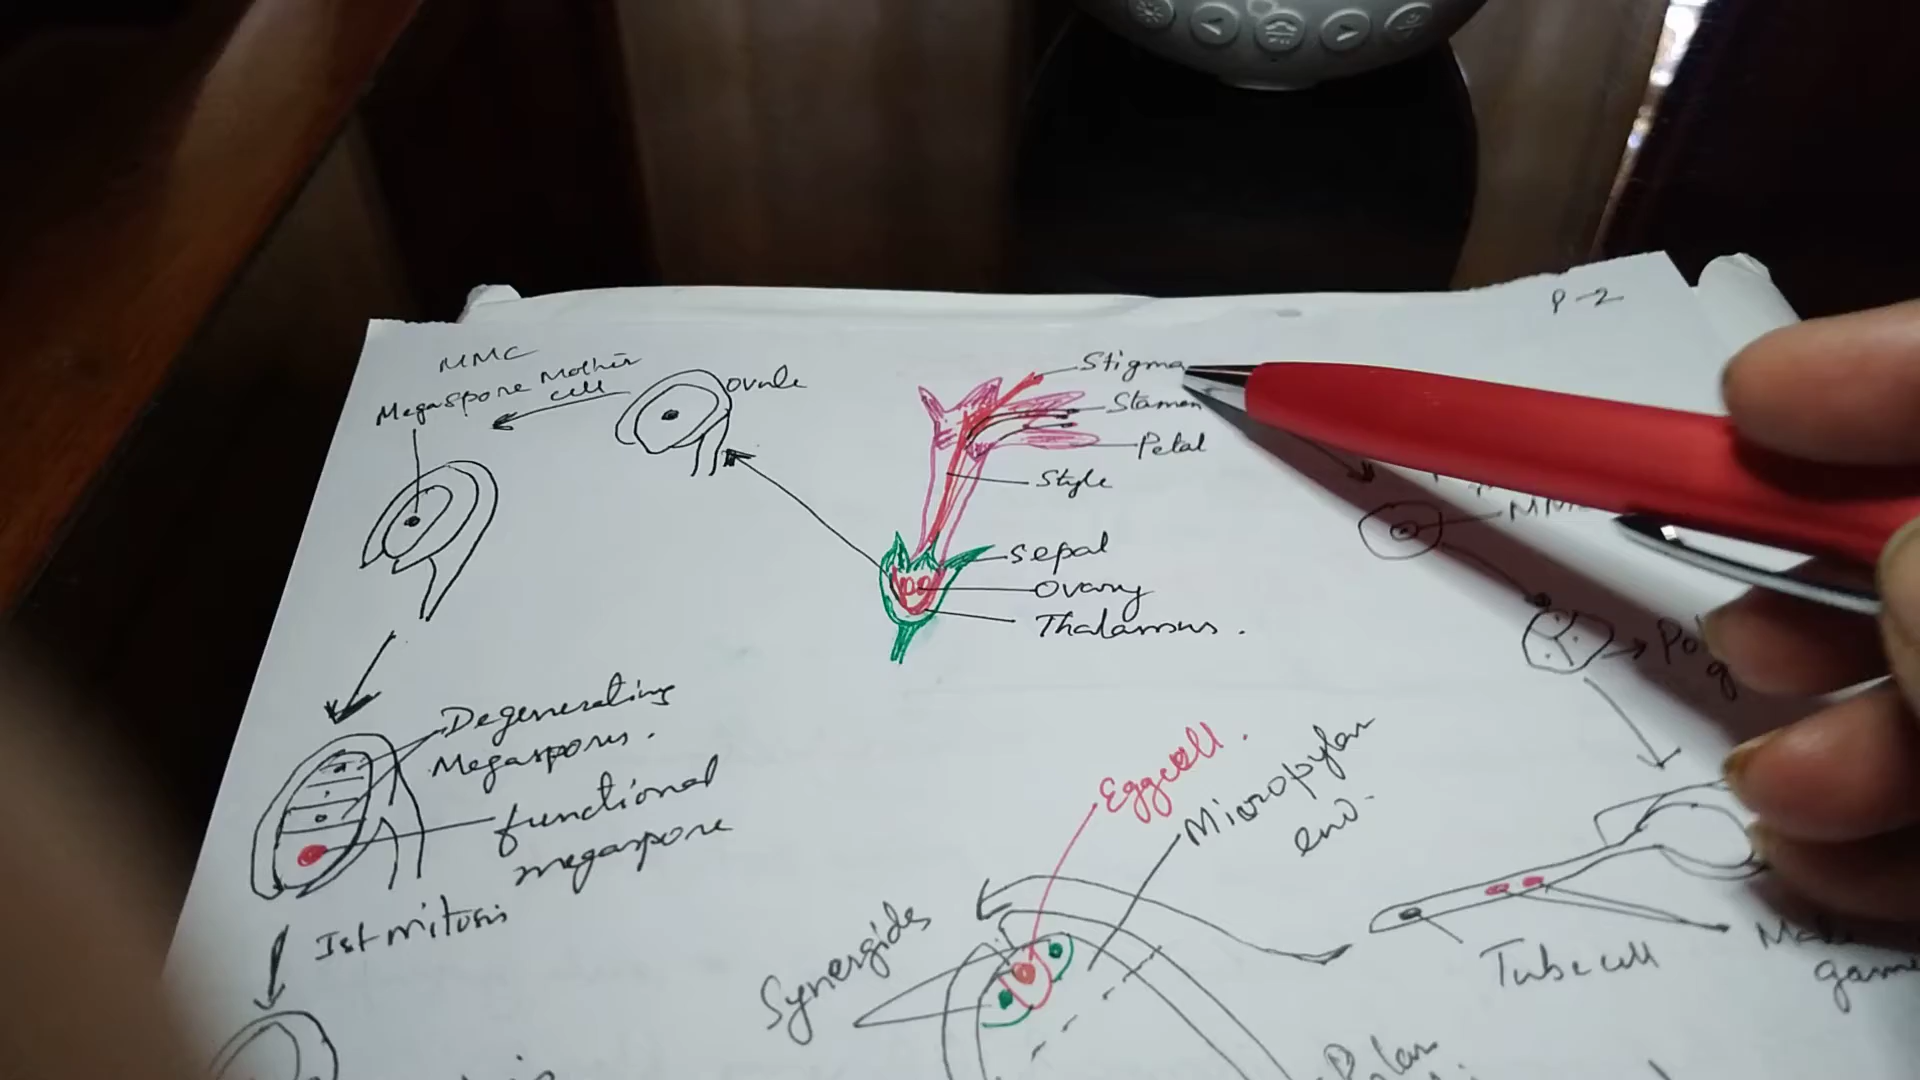 P-2
MMC
Megaspore Mother
cell
ovule
Stigma
Stamen
Petal
Style
Sepal
Ovary
Thalamus.
Degenerating
Megaspores.
functional
megaspore
Ist mitosis
Eggcell.
Micropylar
end.
Synergids
Tube cell